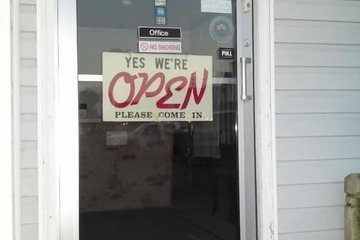 Office
NO SMOKING
PULL
YES WE'RE
OPEN
PLEASE COME IN